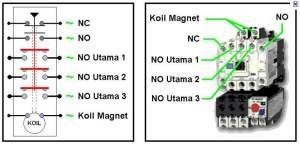 NC
NO
NO Utama 1
NO Utama 2
NO Utama 3
Koil Magnet
KOIL
Koil Magnet
NO
NC
NO Utama 1
NO Utama 2
NO Utama 3